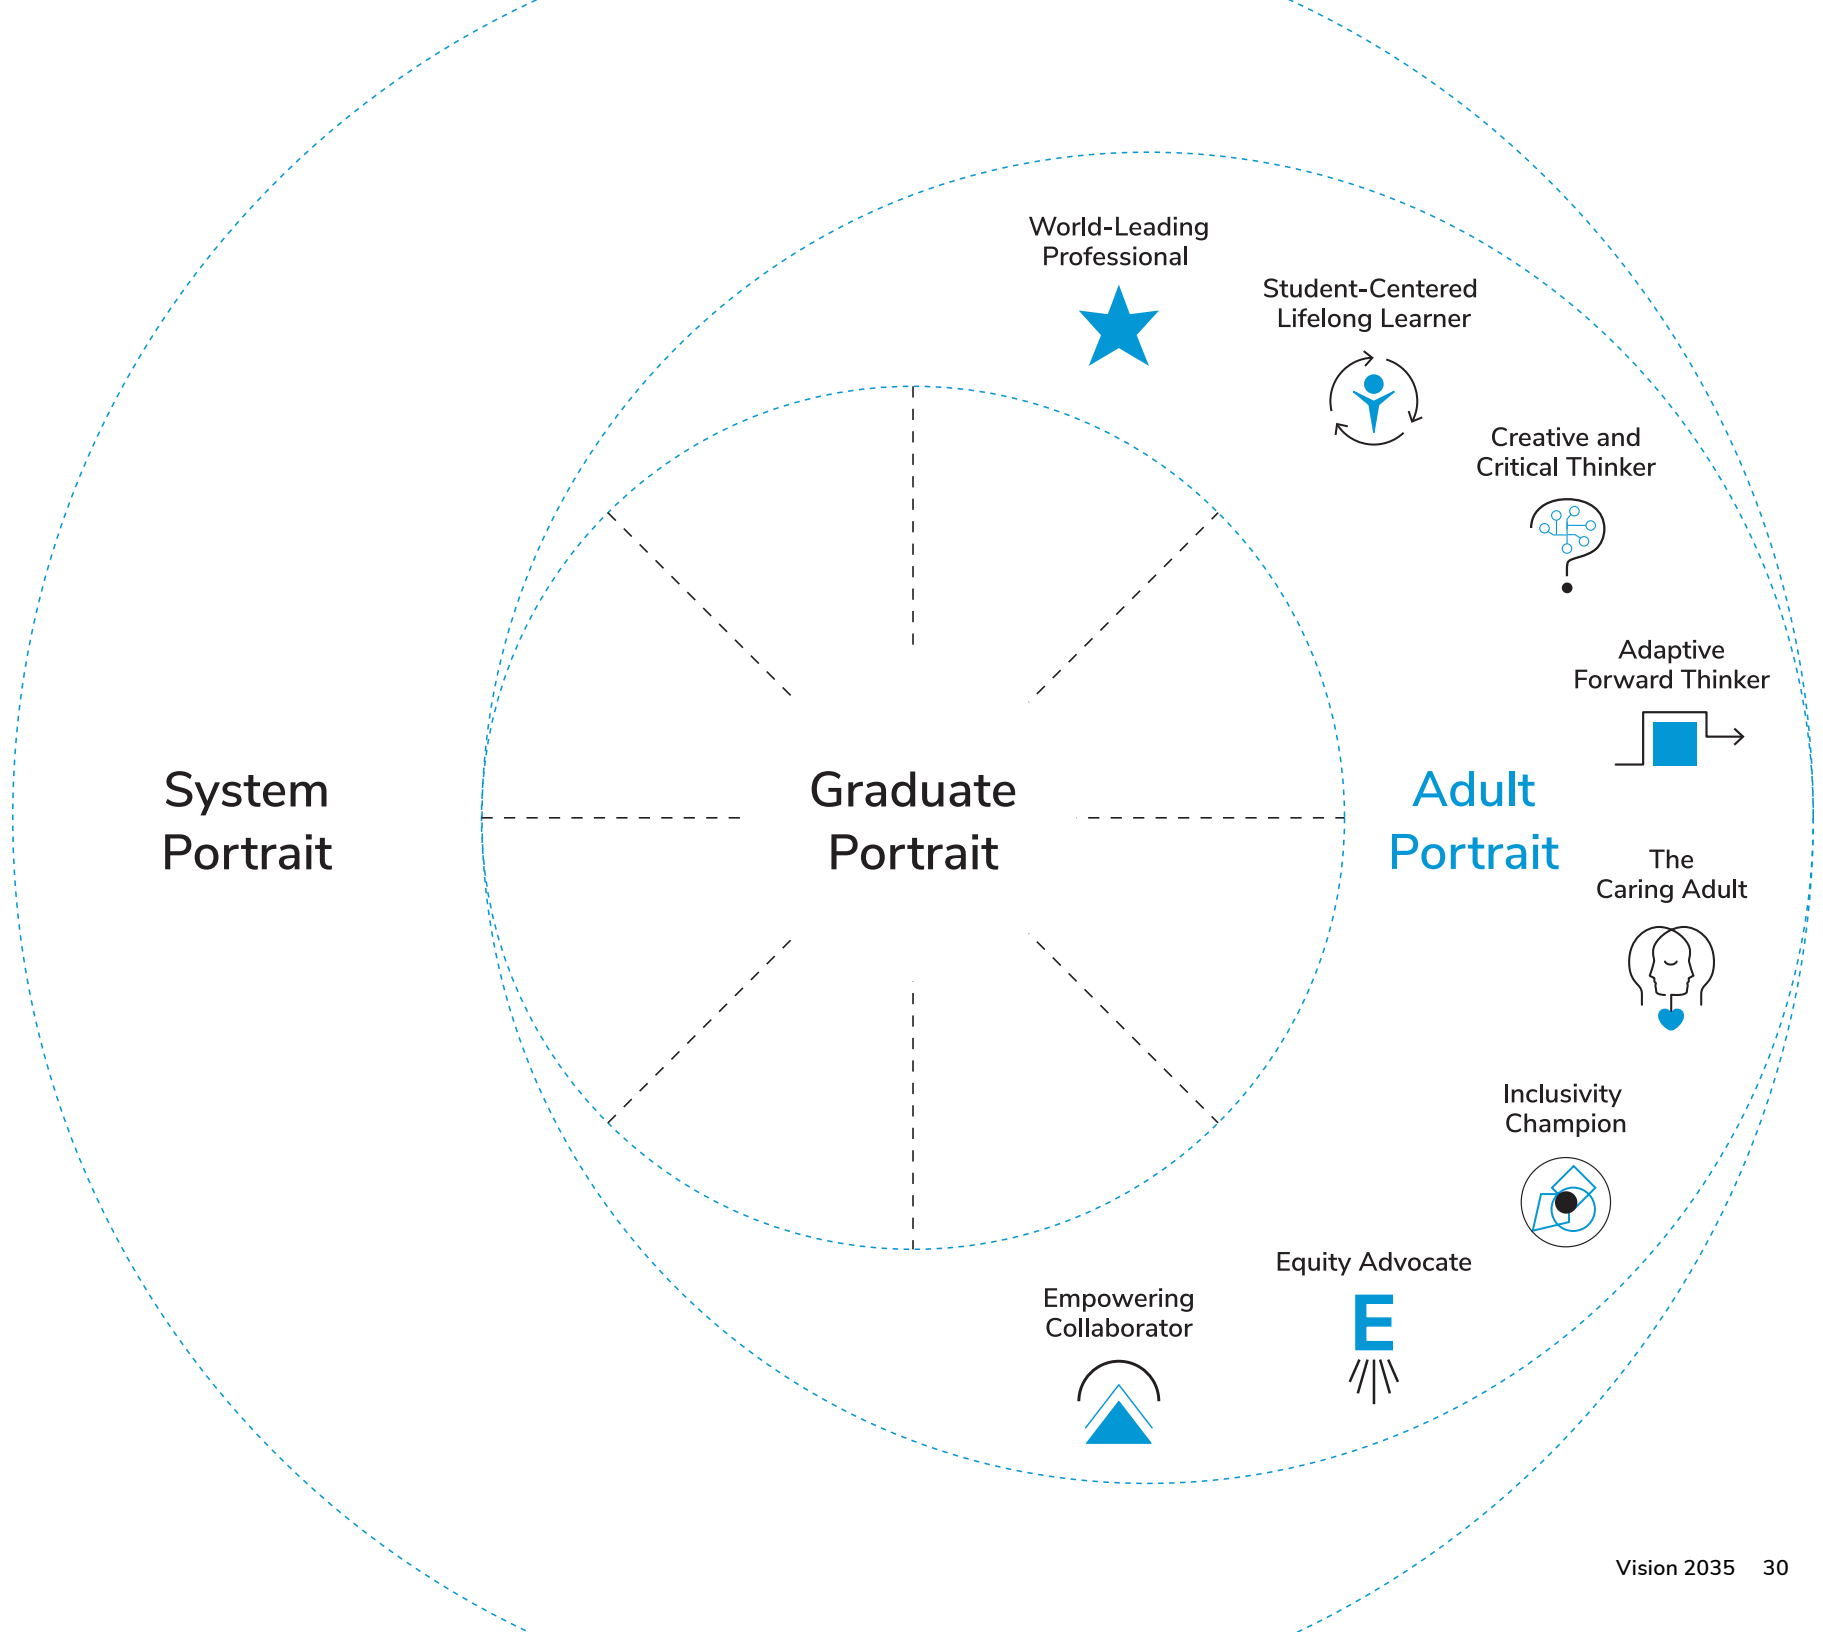 World-Leading
Professional
Student-Centered
Lifelong Learner
Creative and
Critical Thinker
Adaptive
Forward Thinker
System
Portrait
Graduate
Portrait
Adult
Portrait
The
Caring Adult
Inclusivity
Champion
Equity Advocate
E
Empowering
Collaborator
Vision 2035 30